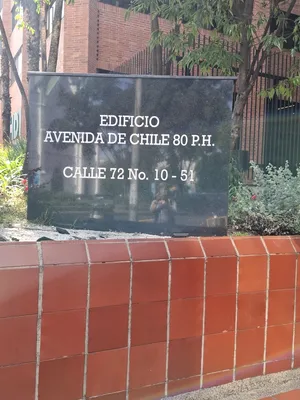 EDIFICIO
AVENIDA DE CHILE 80 P.H.
CALLE 72 No. 10 - 51